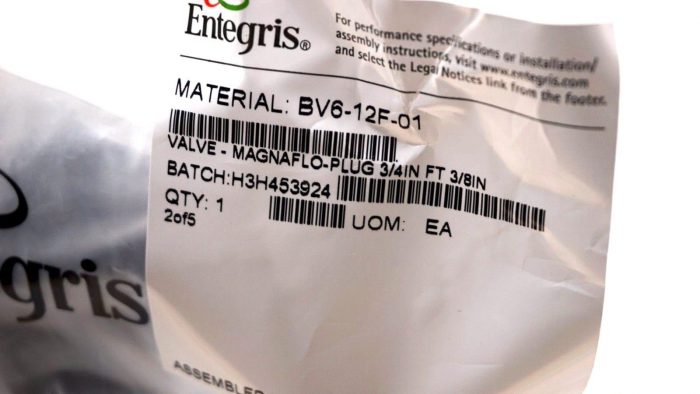 Entegris®
For performance specifications or installation/
assembly instructions, visit www.entegris.com
and select the Legal Notices link from the footer.
MATERIAL: BV6-12F-01
VALVE - MAGNAFLO-PLUG 3/4IN FT 3/8IN
BATCH:H3H453924
QTY: 1
UOM: EA
2of5
gris